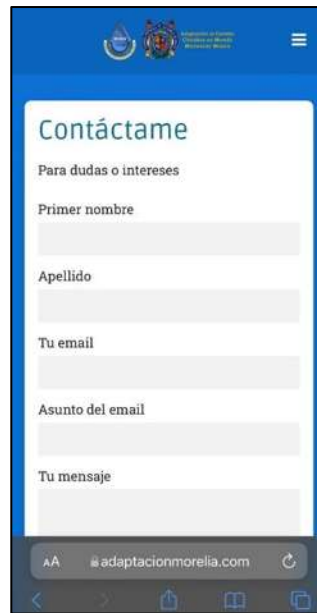 Contáctame
Para dudas o intereses
Primer nombre
Apellido
Tu email
Asunto del email
Tu mensaje
AA adaptacionmorelia.com